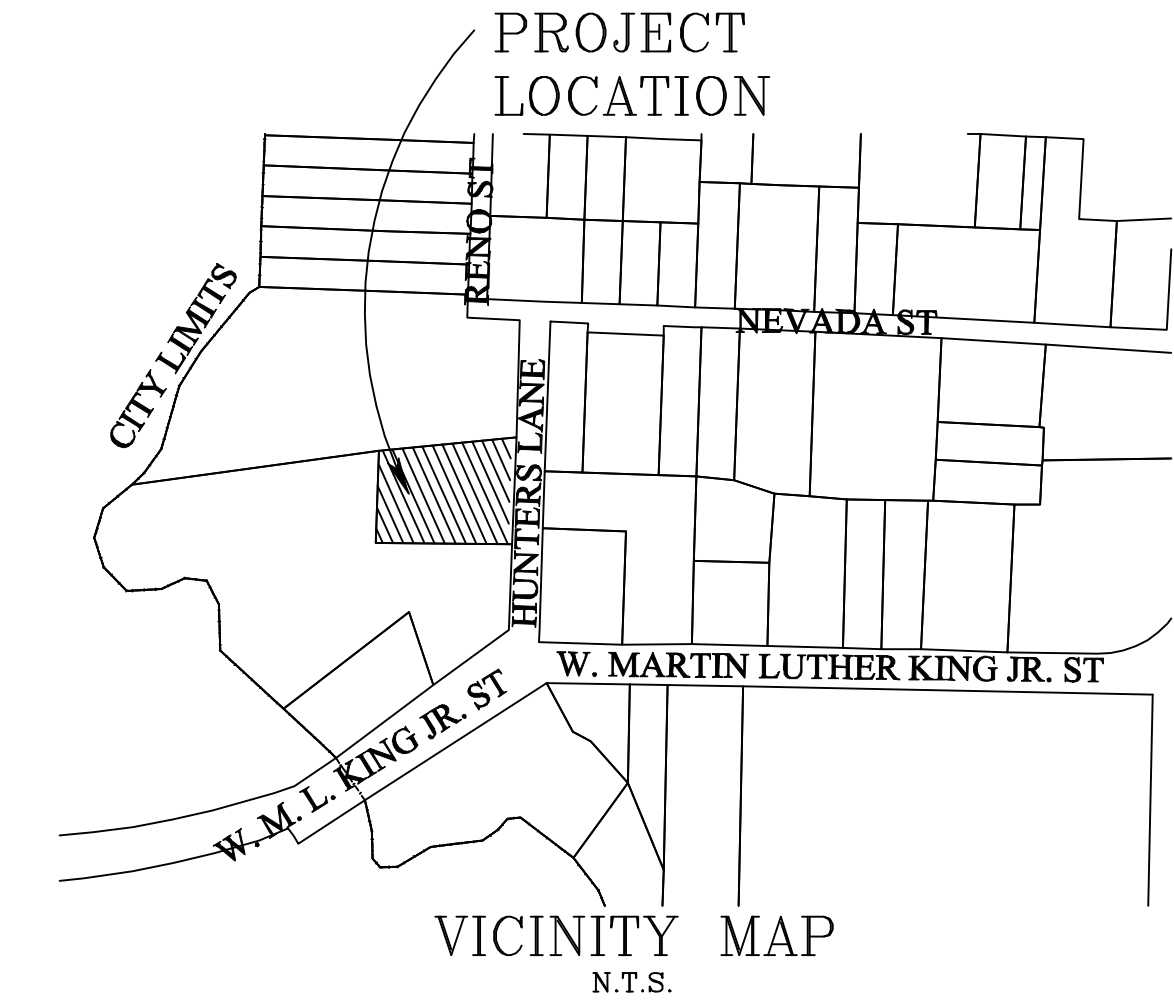 PROJECT
LOCATION
RENO ST
CITY LIMITS
NEVADA ST
HUNTERS LANE
W. MARTIN LUTHER KING JR. ST
W. M. L. KING JR. ST
VICINITY MAP
N.T.S.